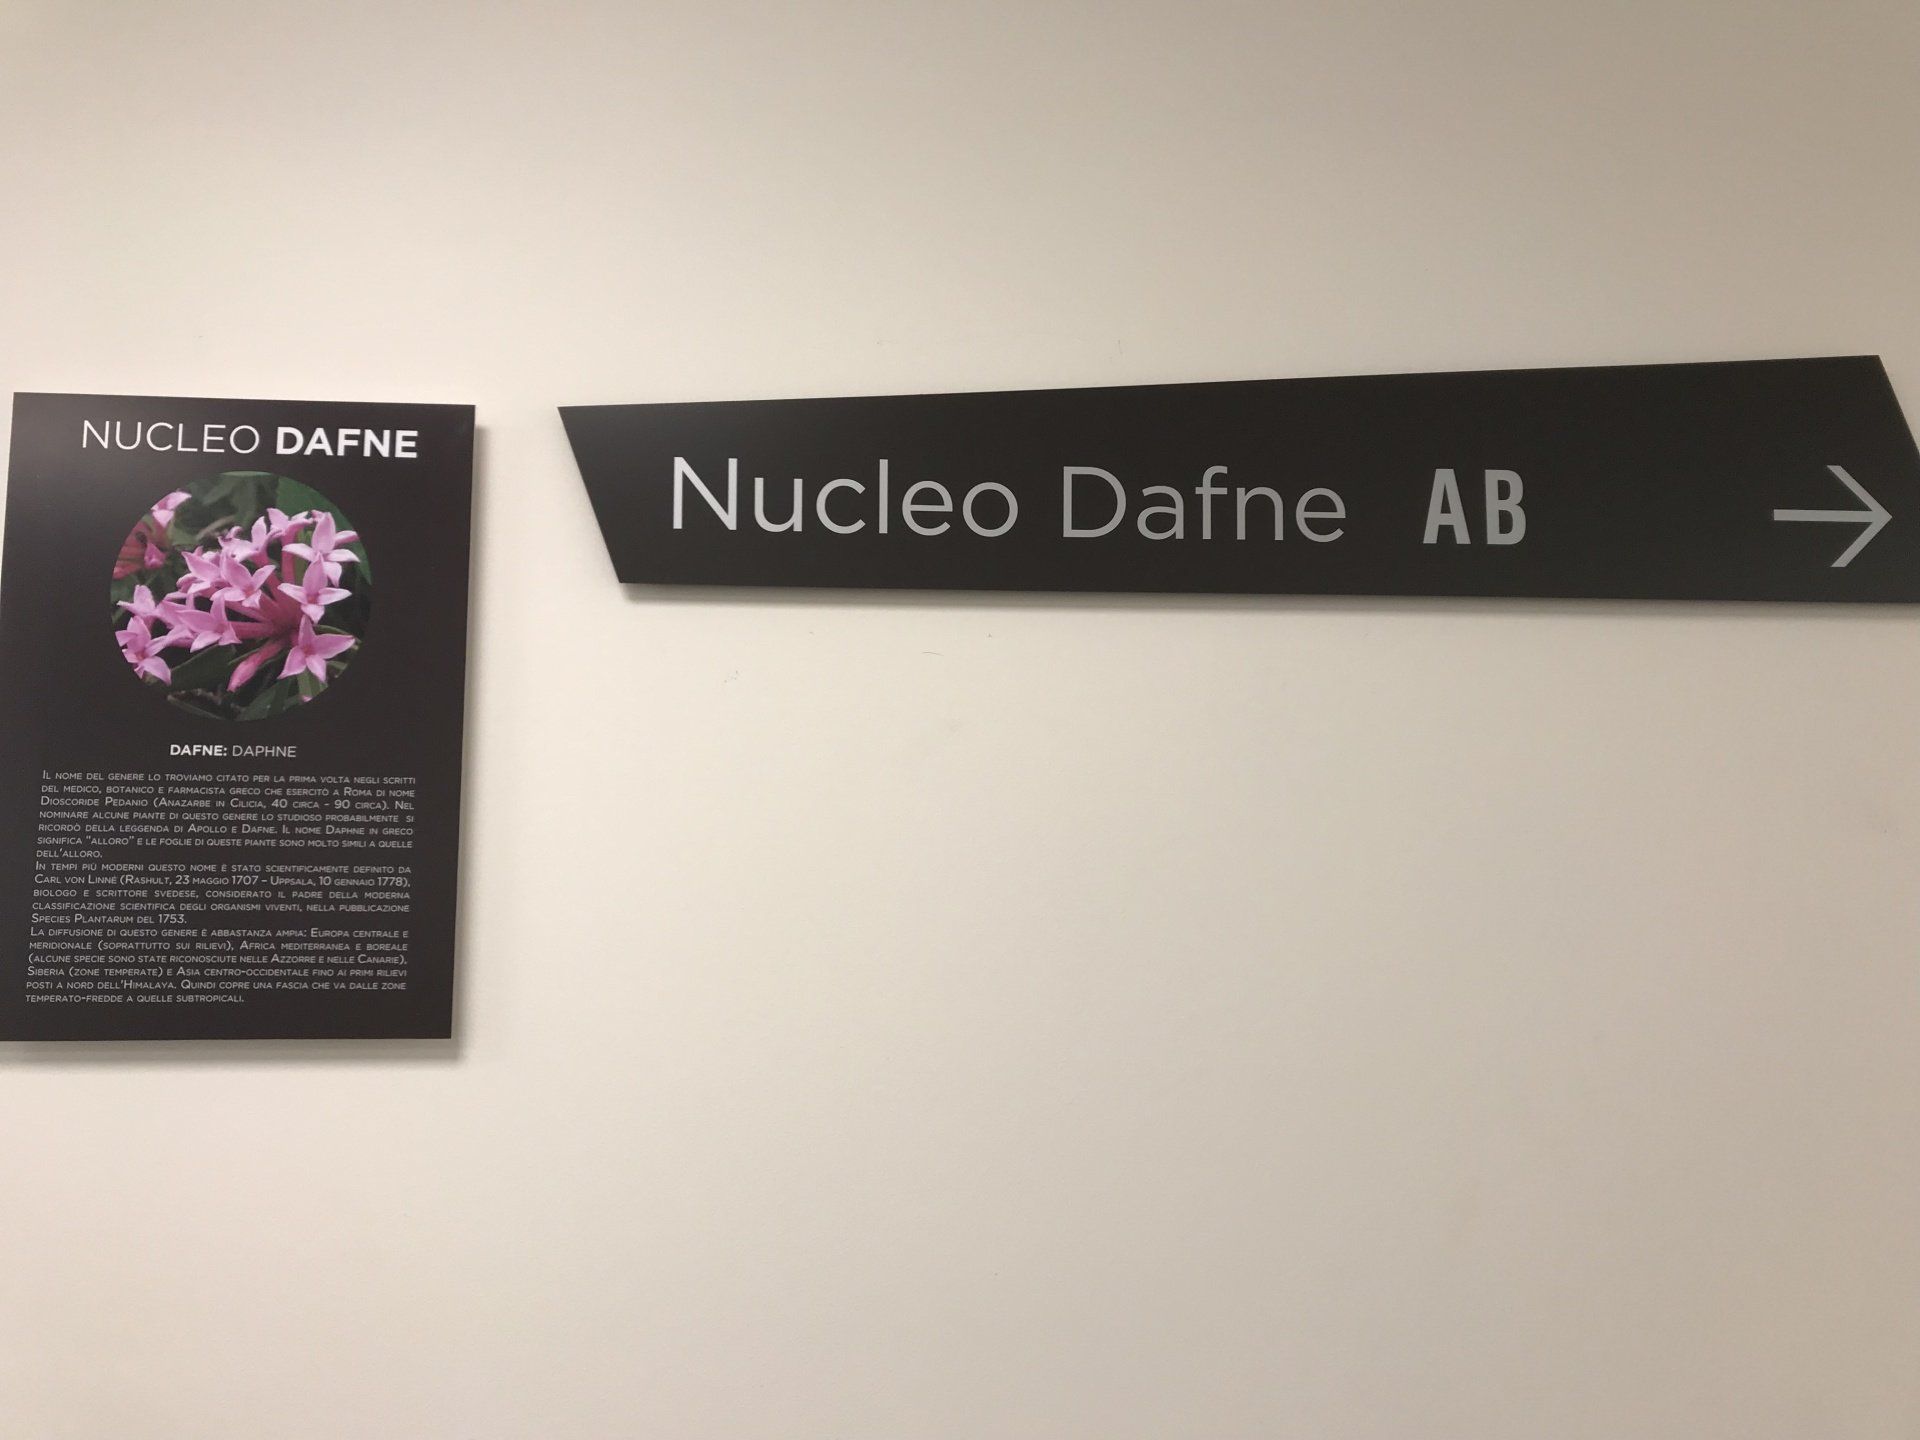 NUCLEO DAFNE
DAFNE: DAPHNE
IL NOME DEL GENERE LO TROVIAMO CITATO PER LA PRIMA VOLTA NEGLI SCRITTI
DEL MEDICO, BOTANICO E FARMACISTA GRECO CHE ESERCITÒ A ROMA DI NOME
DIOSCORIDE PEDANIO (ANAZARBE IN CILICIA, 40 CIRCA – 90 CIRCA). NEL
NOMINARE ALCUNE PIANTE DI QUESTO GENERE LO STUDIOSO PROBABILMENTE SI
RICORDÒ DELLA LEGGENDA DI APOLLO E DAFNE. IL NOME DAPHNE IN GRECO
SIGNIFICA "ALLORO" E LE FOGLIE DI QUESTE PIANTE SONO MOLTO SIMILI A QUELLE
DELL'ALLORO.
IN TEMPI PIÙ MODERNI QUESTO NOME È STATO SCIENTIFICAMENTE DEFINITO DA
CARL VON LINNÉ (RASHULT, 23 MAGGIO 1707 – UPPSALA, 10 GENNAIO 1778),
BIOLOGO E SCRITTORE SVEDESE, CONSIDERATO IL PADRE DELLA MODERNA
CLASSIFICAZIONE SCIENTIFICA DEGLI ORGANISMI VIVENTI, NELLA PUBBLICAZIONE
SPECIES PLANTARUM DEL 1753.
LA DIFFUSIONE DI QUESTO GENERE È ABBASTANZA AMPIA: EUROPA CENTRALE E
MERIDIONALE (SOPRATTUTTO SUI RILIEVI), AFRICA MEDITERRANEA E BOREALE
(ALCUNE SPECIE SONO STATE RICONOSCIUTE NELLE AZZORRE E NELLE CANARIE),
SIBERIA (ZONE TEMPERATE) E ASIA CENTRO-OCCIDENTALE FINO AI PRIMI RILIEVI
POSTI A NORD DELL'HIMALAYA. QUINDI COPRE UNA FASCIA CHE VA DALLE ZONE
TEMPERATO-FREDDE A QUELLE SUBTROPICALI.
Nucleo Dafne AB →